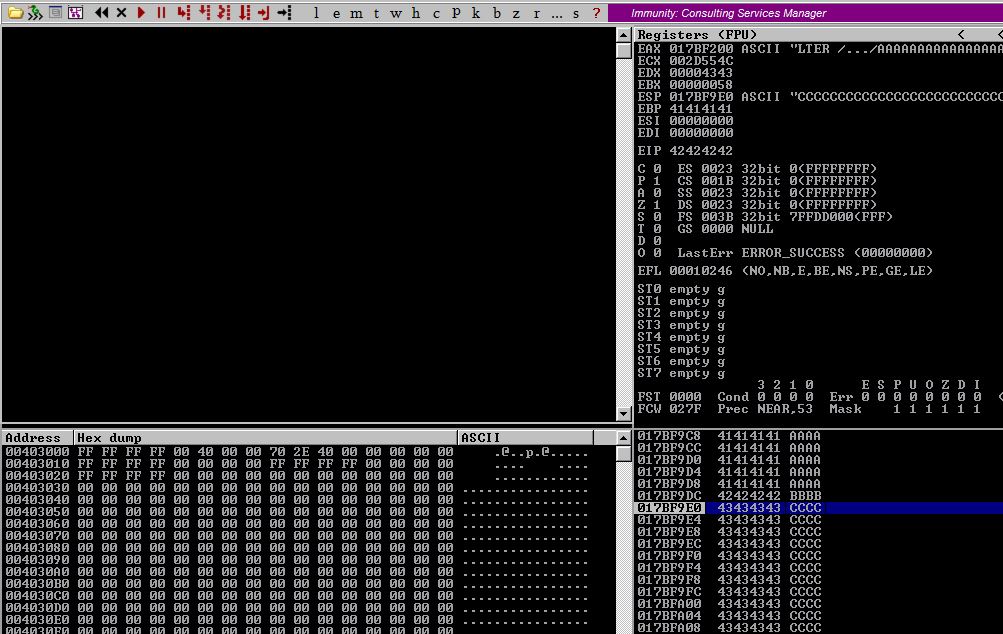 l e m t w h c p k b z r ... s ? Immunity: Consulting Services Manager
Registers (FPU) < <
EAX 017BF200 ASCII "LTER /.../AAAAAAAAAAAAAAAA
ECX 002D554C
EDX 00004343
EBX 00000058
ESP 017BF9E0 ASCII "CCCCCCCCCCCCCCCCCCCCCCCCCC
EBP 41414141
ESI 00000000
EDI 00000000
EIP 42424242
C 0 ES 0023 32bit 0(FFFFFFFF)
P 1 CS 001B 32bit 0(FFFFFFFF)
A 0 SS 0023 32bit 0(FFFFFFFF)
Z 1 DS 0023 32bit 0(FFFFFFFF)
S 0 FS 003B 32bit 7FFDD000(FFF)
T 0 GS 0000 NULL
D 0
O 0 LastErr ERROR_SUCCESS (00000000)
EFL 00010246 (NO,NB,E,BE,NS,PE,GE,LE)
ST0 empty g
ST1 empty g
ST2 empty g
ST3 empty g
ST4 empty g
ST5 empty g
ST6 empty g
ST7 empty g
3 2 1 0 E S P U O Z D I
FST 0000 Cond 0 0 0 0 Err 0 0 0 0 0 0 0 0 <
FCW 027F Prec NEAR,53 Mask 1 1 1 1 1 1
Address Hex dump ASCII
00403000 FF FF FF FF 00 40 00 00 70 2E 40 00 00 00 00 00 .@..p.@.....
00403010 FF FF FF FF 00 00 00 00 FF FF FF FF 00 00 00 00 .... ....
00403020 FF FF FF FF 00 00 00 00 00 00 00 00 00 00 00 00 ............
00403030 00 00 00 00 00 00 00 00 00 00 00 00 00 00 00 00 ................
00403040 00 00 00 00 00 00 00 00 00 00 00 00 00 00 00 00 ................
00403050 00 00 00 00 00 00 00 00 00 00 00 00 00 00 00 00 ................
00403060 00 00 00 00 00 00 00 00 00 00 00 00 00 00 00 00 ................
00403070 00 00 00 00 00 00 00 00 00 00 00 00 00 00 00 00 ................
00403080 00 00 00 00 00 00 00 00 00 00 00 00 00 00 00 00 ................
00403090 00 00 00 00 00 00 00 00 00 00 00 00 00 00 00 00 ................
004030A0 00 00 00 00 00 00 00 00 00 00 00 00 00 00 00 00 ................
004030B0 00 00 00 00 00 00 00 00 00 00 00 00 00 00 00 00 ................
004030C0 00 00 00 00 00 00 00 00 00 00 00 00 00 00 00 00 ................
004030D0 00 00 00 00 00 00 00 00 00 00 00 00 00 00 00 00 ................
004030E0 00 00 00 00 00 00 00 00 00 00 00 00 00 00 00 00 ................
004030F0 00 00 00 00 00 00 00 00 00 00 00 00 00 00 00 00 ................
017BF9C8 41414141 AAAA
017BF9CC 41414141 AAAA
017BF9D0 41414141 AAAA
017BF9D4 41414141 AAAA
017BF9D8 41414141 AAAA
017BF9DC 42424242 BBBB
017BF9E0 43434343 CCCC
017BF9E4 43434343 CCCC
017BF9E8 43434343 CCCC
017BF9EC 43434343 CCCC
017BF9F0 43434343 CCCC
017BF9F4 43434343 CCCC
017BF9F8 43434343 CCCC
017BF9FC 43434343 CCCC
017BFA00 43434343 CCCC
017BFA04 43434343 CCCC
017BFA08 43434343 CCCC